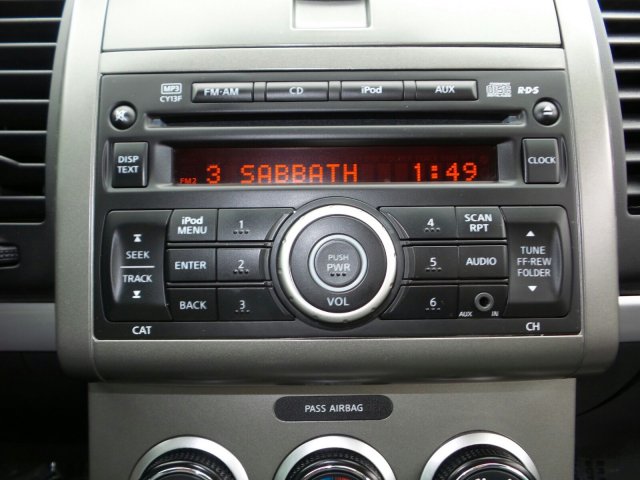 MP3
CY13F
FM·AM
CD
iPod
AUX
R·D·S
DISP
TEXT
FM2 3 SABBATH 1:49
CLOCK
iPod
MENU
1
4
SCAN
RPT
SEEK
TRACK
ENTER
2
PUSH
PWR
VOL
5
AUDIO
TUNE
FF·REW
FOLDER
BACK
3
6
AUX IN
CAT
CH
PASS AIRBAG